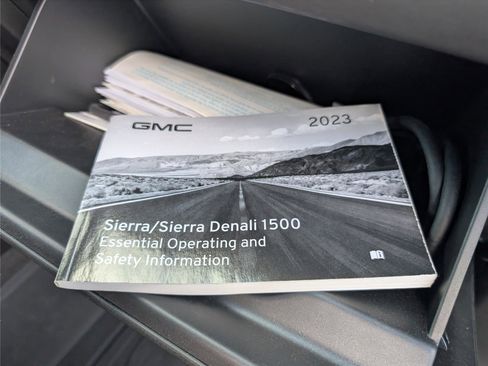 GMC 2023
Sierra/Sierra Denali 1500
Essential Operating and
Safety Information